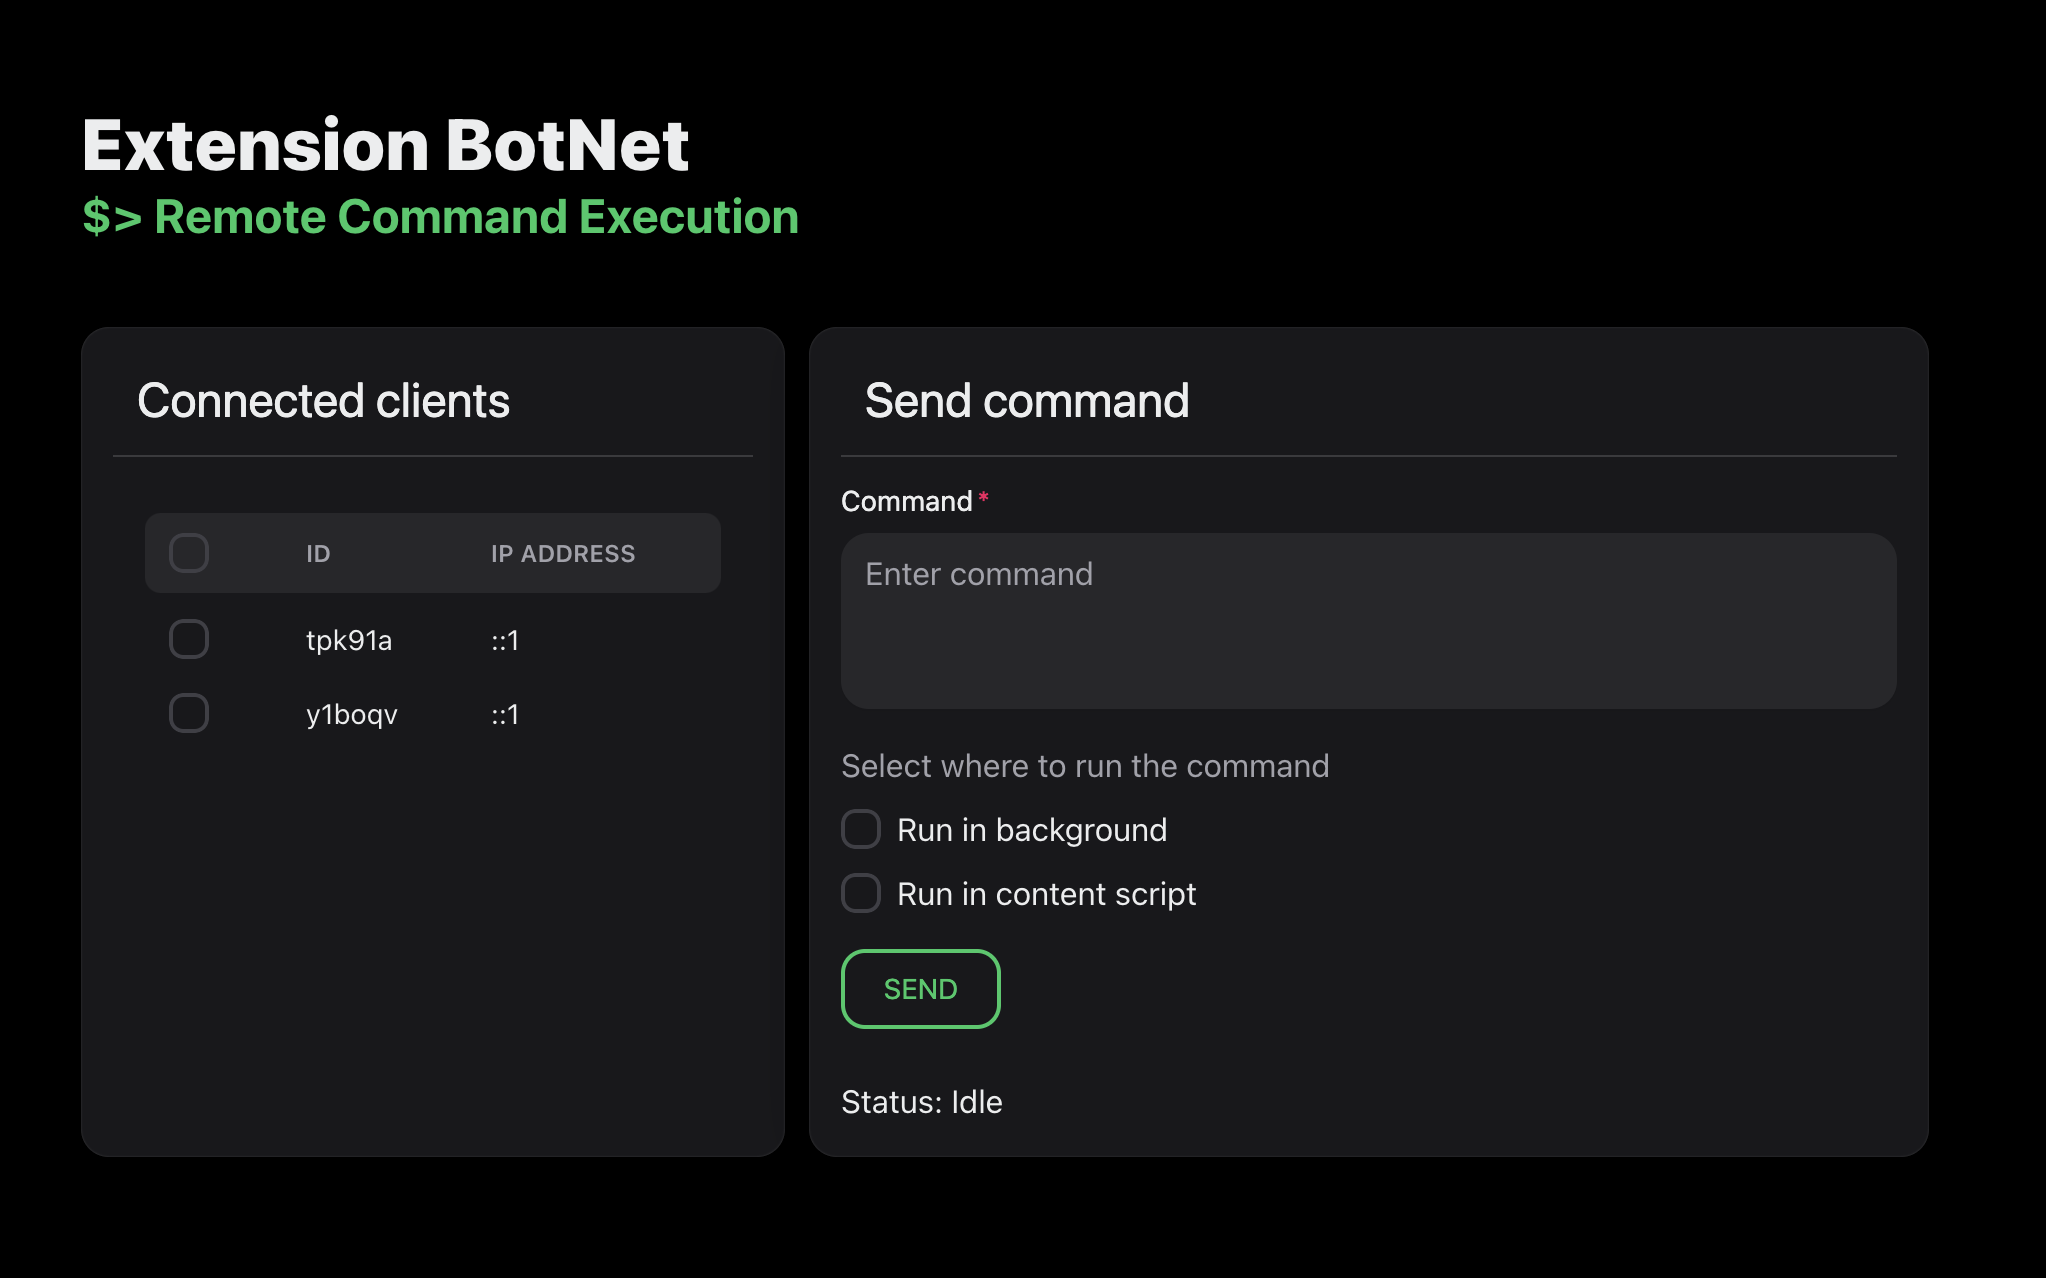 Extension BotNet
$> Remote Command Execution
Connected clients
ID IP ADDRESS
tpk91a ::1
y1boqv ::1
Send command
Command*
Enter command
Select where to run the command
Run in background
Run in content script
SEND
Status: Idle